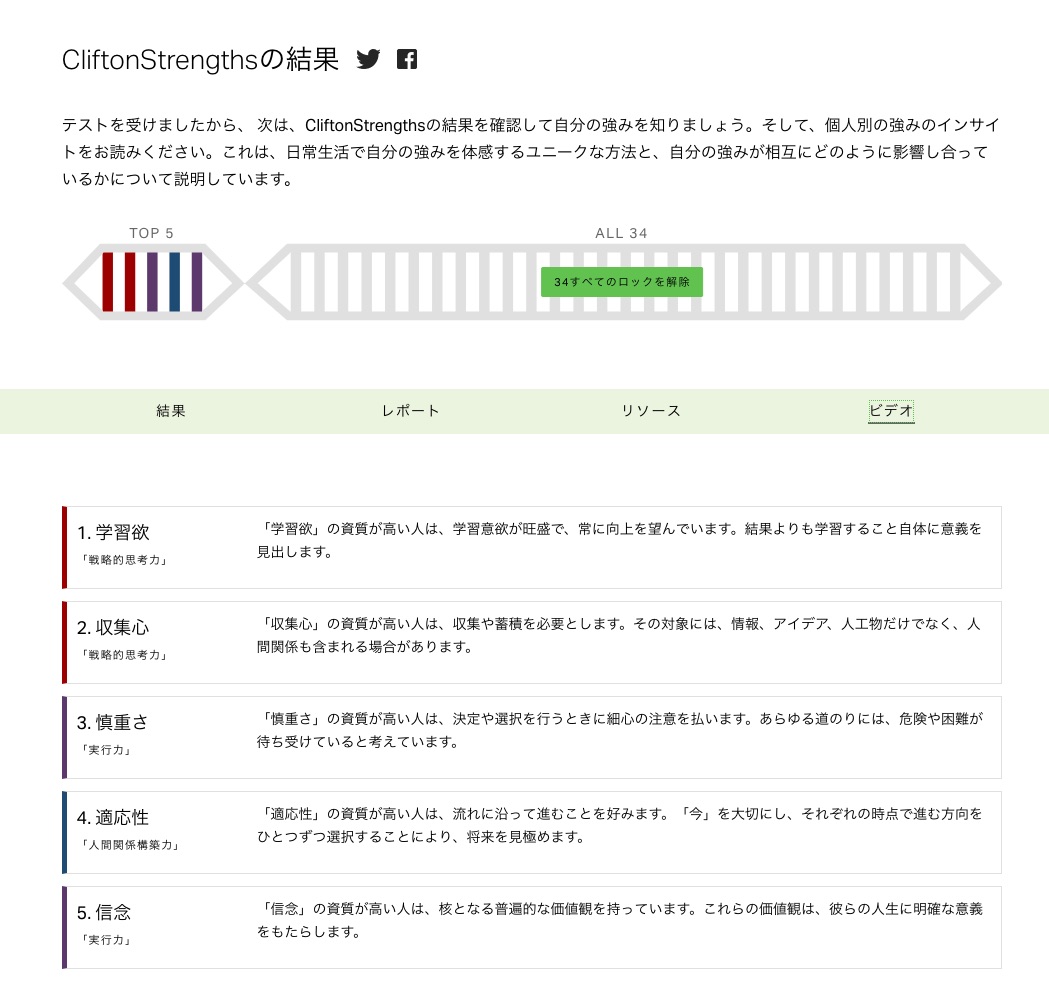 CliftonStrengthsの結果
テストを受けましたから、 次は、CliftonStrengthsの結果を確認して自分の強みを知りましょう。そして、個人別の強みのインサイ
トをお読みください。これは、日常生活で自分の強みを体感するユニークな方法と、自分の強みが相互にどのように影響し合って
いるかについて説明しています。
TOP 5
ALL 34
34すべてのロックを解除
結果
レポート
リソース
ビデオ
1. 学習欲
「戦略的思考力」
「学習欲」の資質が高い人は、学習意欲が旺盛で、常に向上を望んでいます。結果よりも学習すること自体に意義を
見出します。
2. 収集心
「戦略的思考力」
「収集心」の資質が高い人は、収集や蓄積を必要とします。その対象には、情報、アイデア、人工物だけでなく、人
間関係も含まれる場合があります。
3. 慎重さ
「実行力」
「慎重さ」の資質が高い人は、決定や選択を行うときに細心の注意を払います。あらゆる道のりには、危険や困難が
待ち受けていると考えています。
4. 適応性
「人間関係構築力」
「適応性」の資質が高い人は、流れに沿って進むことを好みます。「今」を大切にし、それぞれの時点で進む方向を
ひとつずつ選択することにより、将来を見極めます。
5. 信念
「実行力」
「信念」の資質が高い人は、核となる普遍的な価値観を持っています。これらの価値観は、彼らの人生に明確な意義
をもたらします。